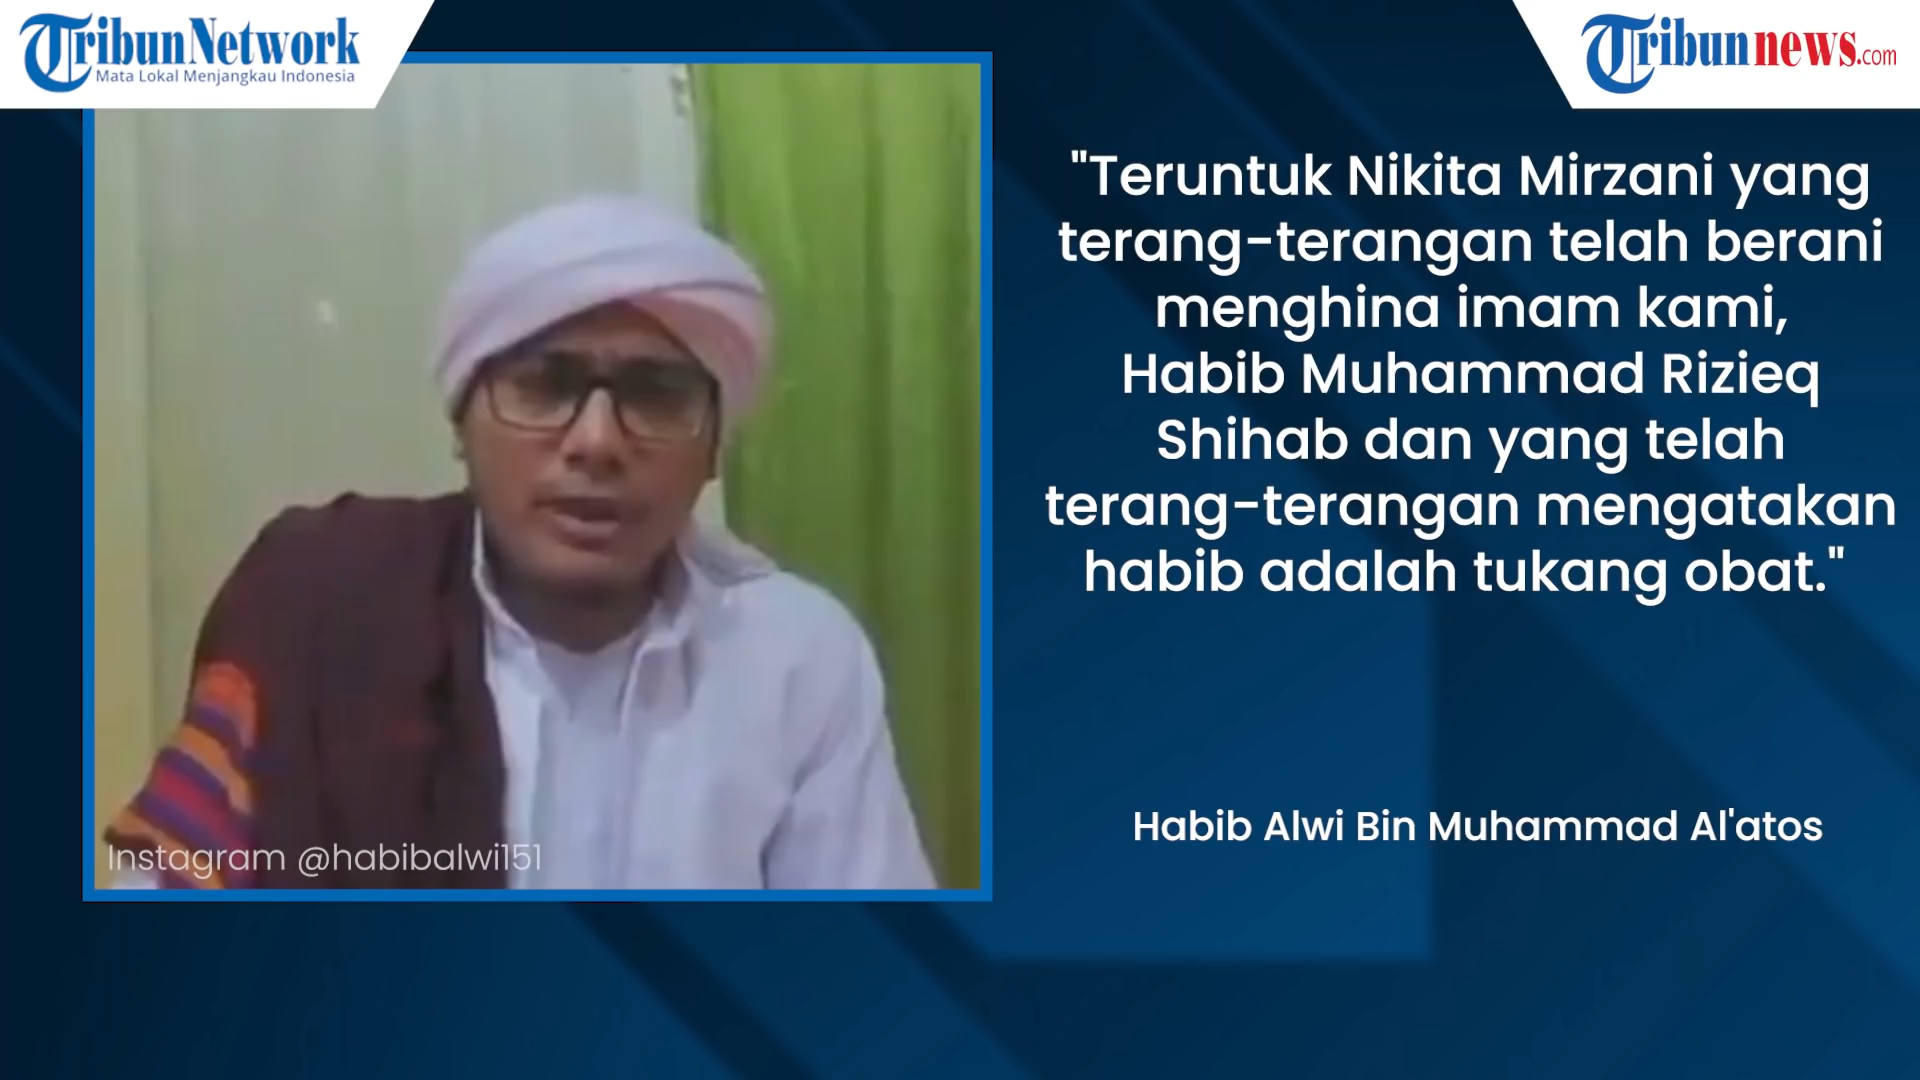 Tribun Network
Mata Lokal Menjangkau Indonesia
Tribunnews.com
"Teruntuk Nikita Mirzani yang
terang-terangan telah berani
menghina imam kami,
Habib Muhammad Rizieq
Shihab dan yang telah
terang-terangan mengatakan
habib adalah tukang obat."
Habib Alwi Bin Muhammad Al'atos
Instagram @habibalwi151